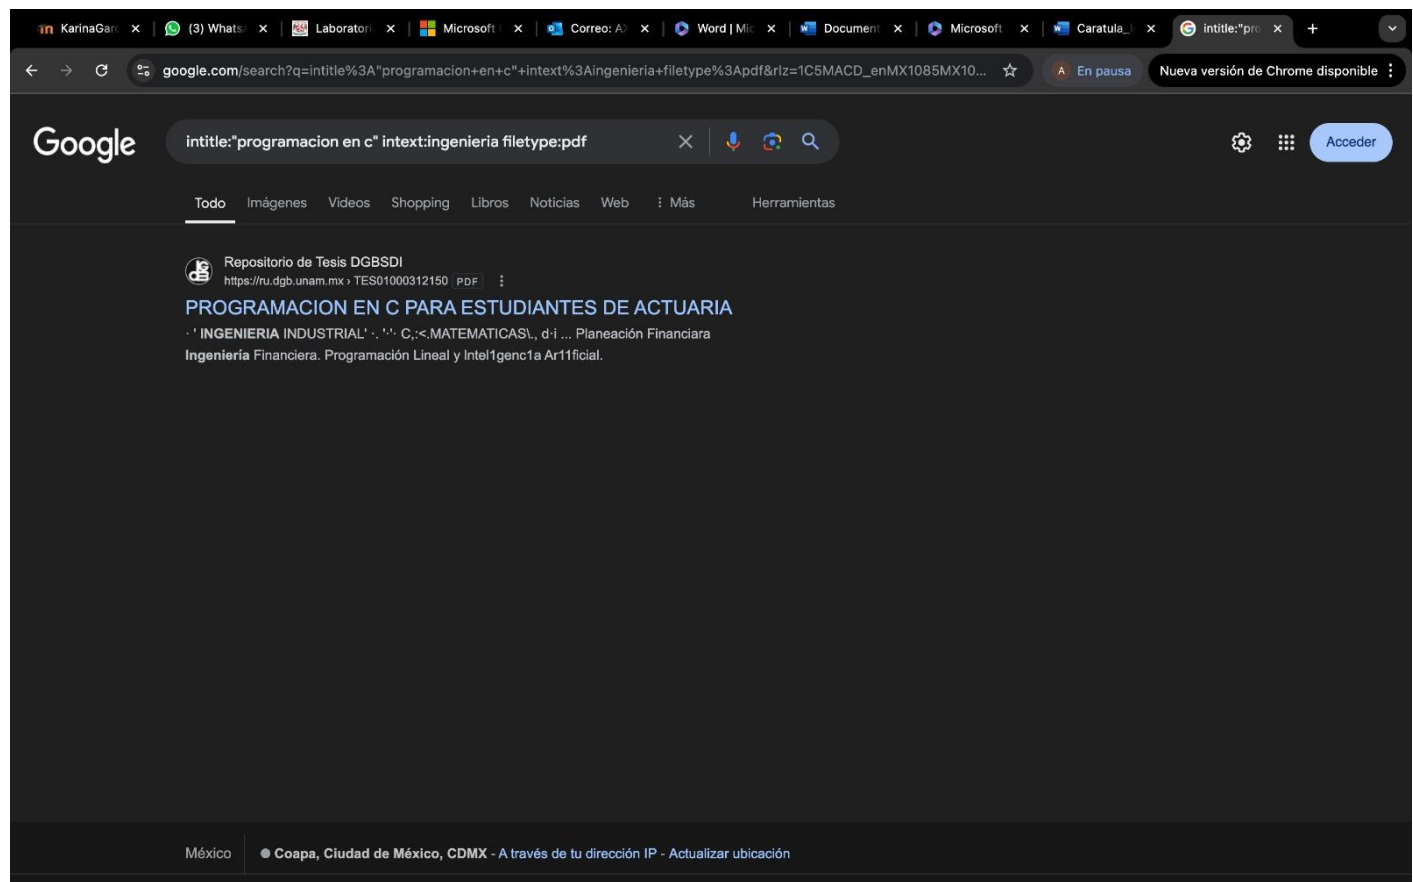 KarinaGarc
(3) Whats
Laboratori
Microsoft
Correo: A
Word | Mic
Document
Microsoft
Caratula_
intitle:"pro
google.com/search?q=intitle%3A"programacion+en+c"+intext%3Aingenieria+filetype%3Apdf&rlz=1C5MACD_enMX1085MX10...
A En pausa
Nueva versión de Chrome disponible
Google
intitle:"programacion en c" intext:ingenieria filetype:pdf
Acceder
Todo Imágenes Videos Shopping Libros Noticias Web Más Herramientas
Repositorio de Tesis DGBSDI
https://ru.dgb.unam.mx › TES01000312150 PDF
PROGRAMACION EN C PARA ESTUDIANTES DE ACTUARIA
· ' INGENIERIA INDUSTRIAL' ·. '·'· C,:<.MATEMATICAS\., d·i ... Planeación Financiara
Ingeniería Financiera. Programación Lineal y Intel1genc1a Ar11ficial.
México
Coapa, Ciudad de México, CDMX - A través de tu dirección IP - Actualizar ubicación